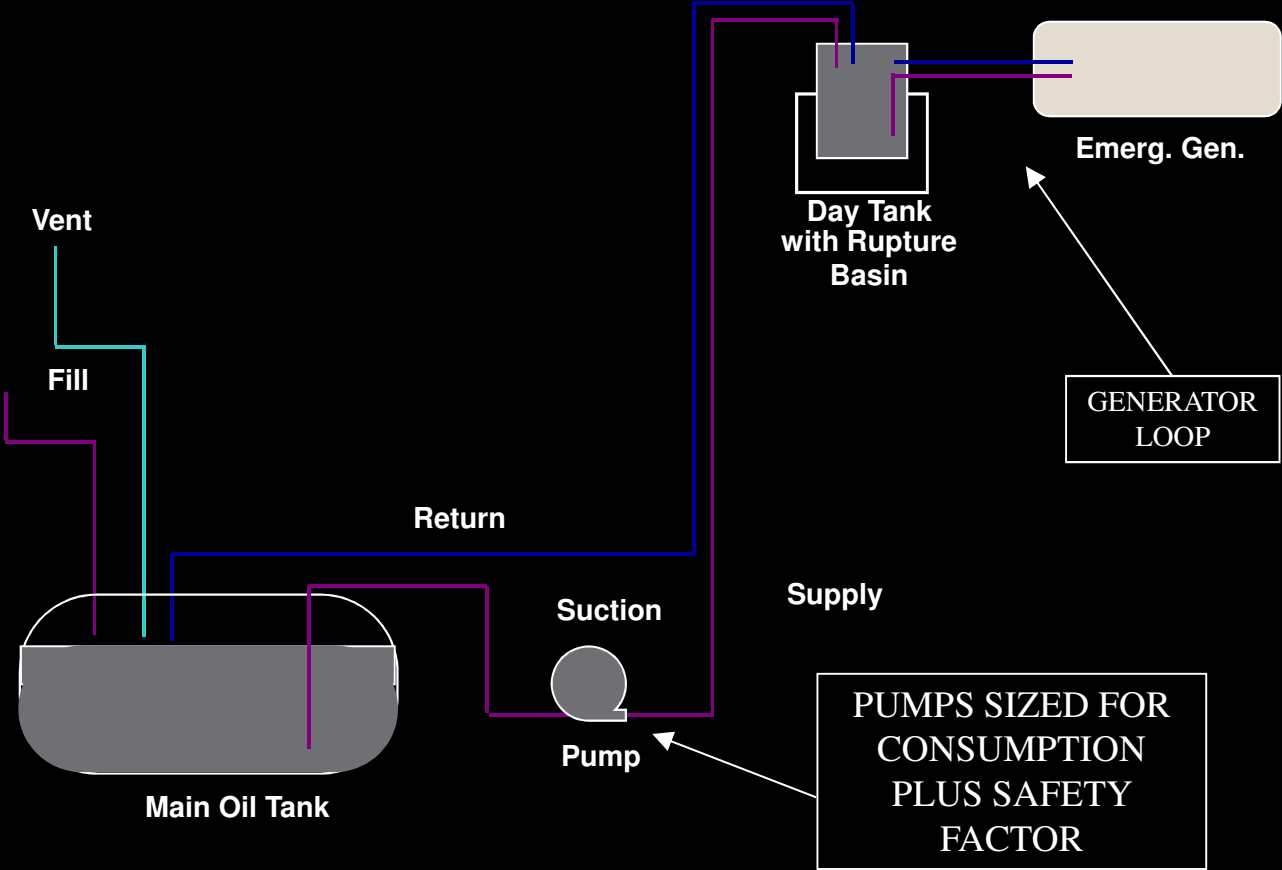 Emerg. Gen.
Day Tank
with Rupture
Basin
Vent
Fill
GENERATOR
LOOP
Return
Supply
Suction
Pump
PUMPS SIZED FOR
CONSUMPTION
PLUS SAFETY
FACTOR
Main Oil Tank